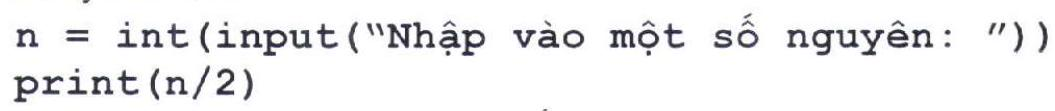 n = int(input("Nhập vào một số nguyên: "))
print(n/2)